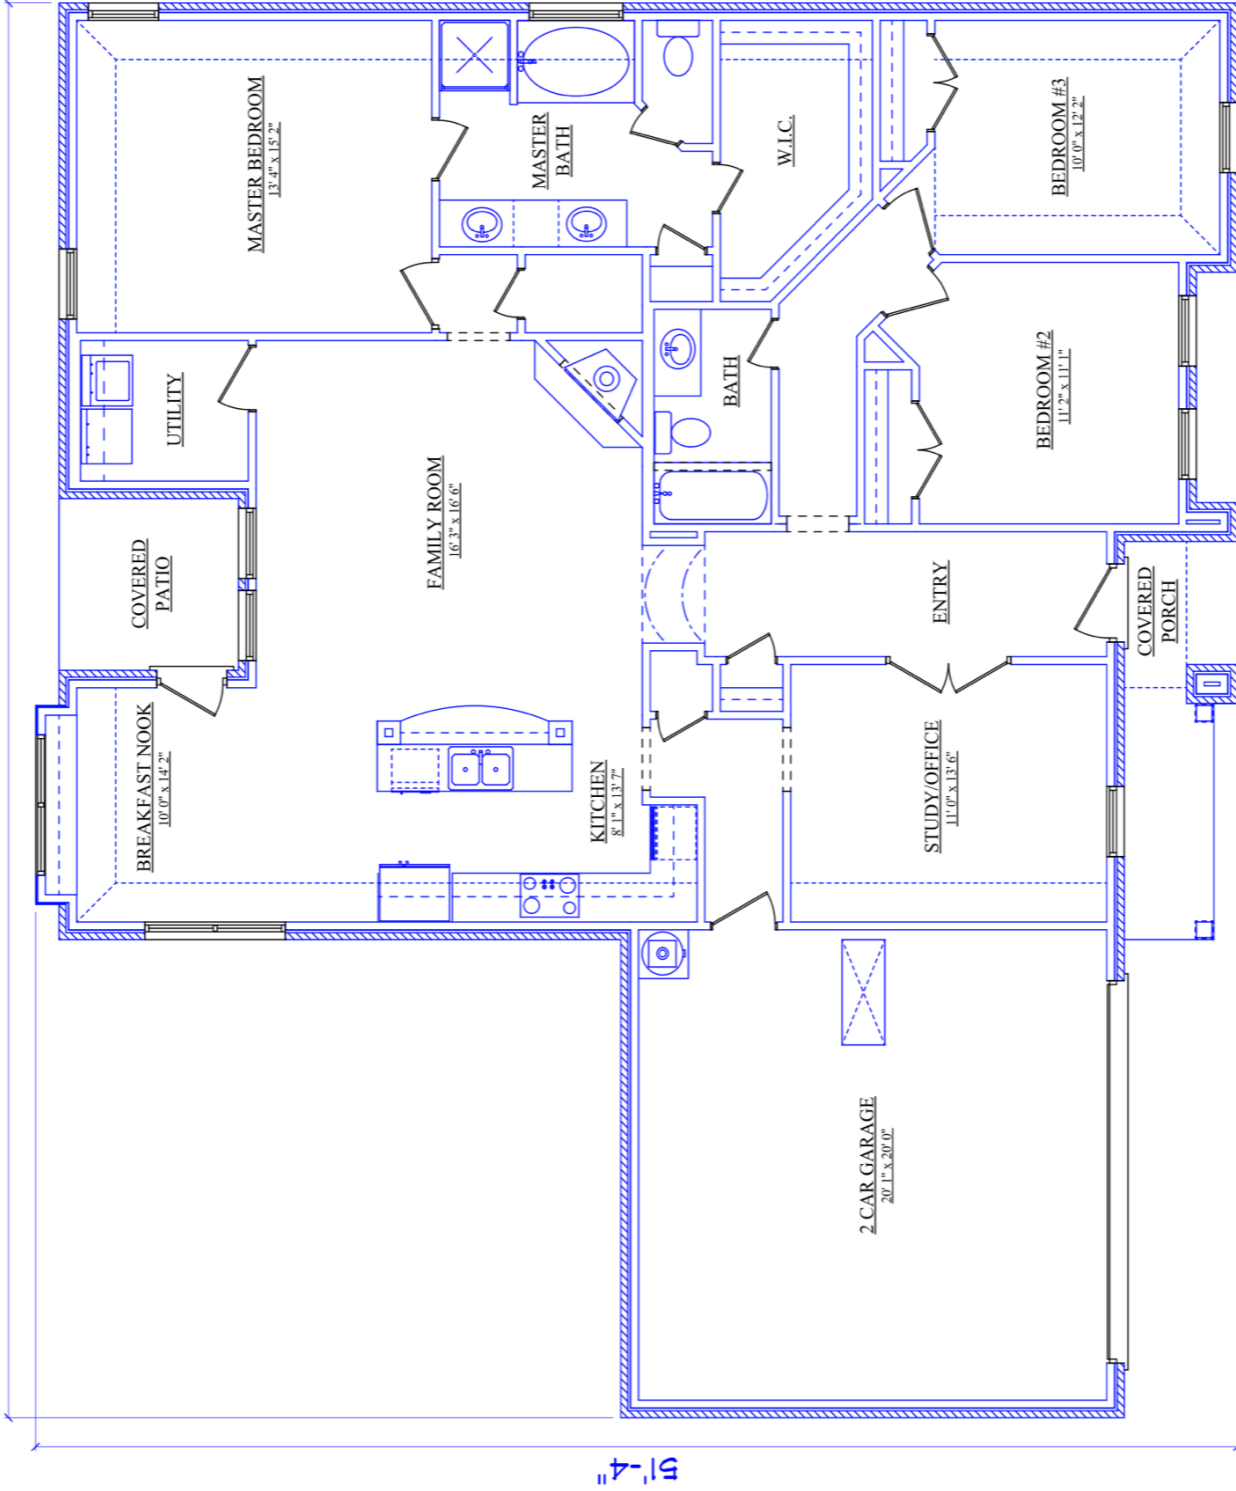 MASTER BEDROOM
13' 4" x 15' 2"
MASTER
BATH
W.I.C.
BEDROOM #3
10' 0" x 12' 2"
UTILITY
BATH
BEDROOM #2
11' 2" x 11' 1"
COVERED
PATIO
FAMILY ROOM
16' 3" x 16' 6"
ENTRY
COVERED
PORCH
BREAKFAST NOOK
10' 0" x 14' 2"
KITCHEN
8' 1" x 13' 7"
STUDY/OFFICE
11' 0" x 13' 6"
2 CAR GARAGE
20' 1" x 20' 0"
51'-4"